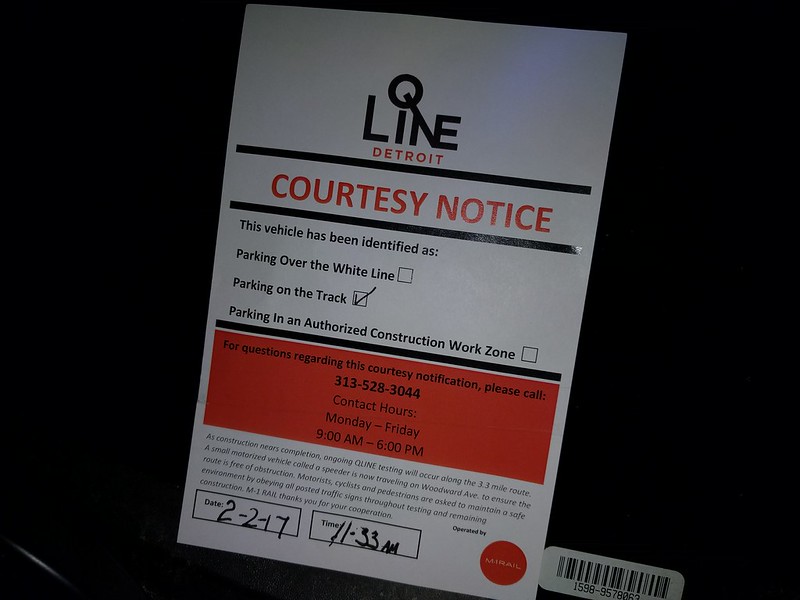 QLINE
DETROIT
COURTESY NOTICE
This vehicle has been identified as:
Parking Over the White Line
Parking on the Track
Parking In an Authorized Construction Work Zone
For questions regarding this courtesy notification, please call:
313-528-3044
Contact Hours:
Monday – Friday
9:00 AM – 6:00 PM
As construction nears completion, ongoing QLINE testing will occur along the 3.3 mile route.
A small motorized vehicle called a speeder is now traveling on Woodward Ave. to ensure the
route is free of obstruction. Motorists, cyclists and pedestrians are asked to maintain a safe
environment by obeying all posted traffic signs throughout testing and remaining
construction. M-1 RAIL thanks you for your cooperation.
Date: 2-2-17
Time: 11-33 AM
Operated by
M-1RAIL
1598-9578063